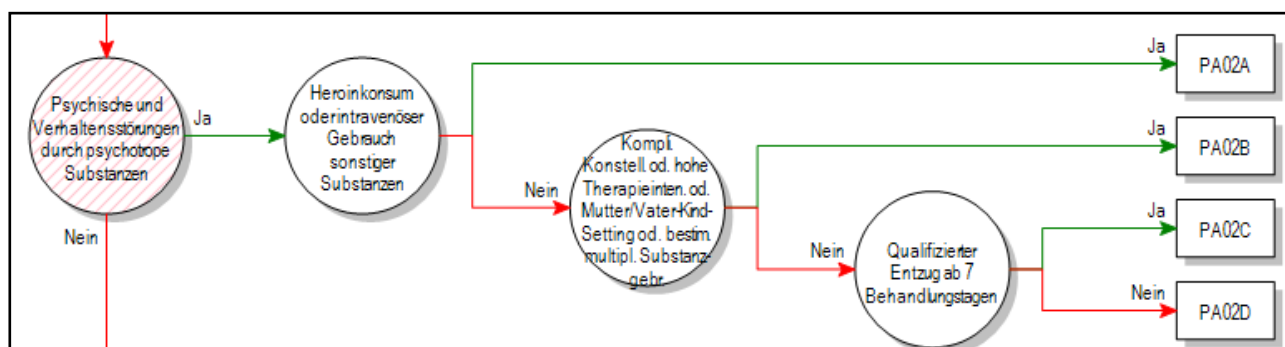 Psychische und
Verhaltensstörungen
durch psychotrope
Substanzen
Ja
Nein
Heroinkonsum
oder intravenöser
Gebrauch
sonstiger
Substanzen
Ja
PA02A
Nein
Kompli.
Konstell. od. hohe
Therapieinten. od.
Mutter/Vater-Kind-
Setting od. bestim.
multipl. Substanz-
gebr.
Ja
PA02B
Nein
Qualifizierter
Entzug ab 7
Behandlungstagen
Ja
PA02C
Nein
PA02D